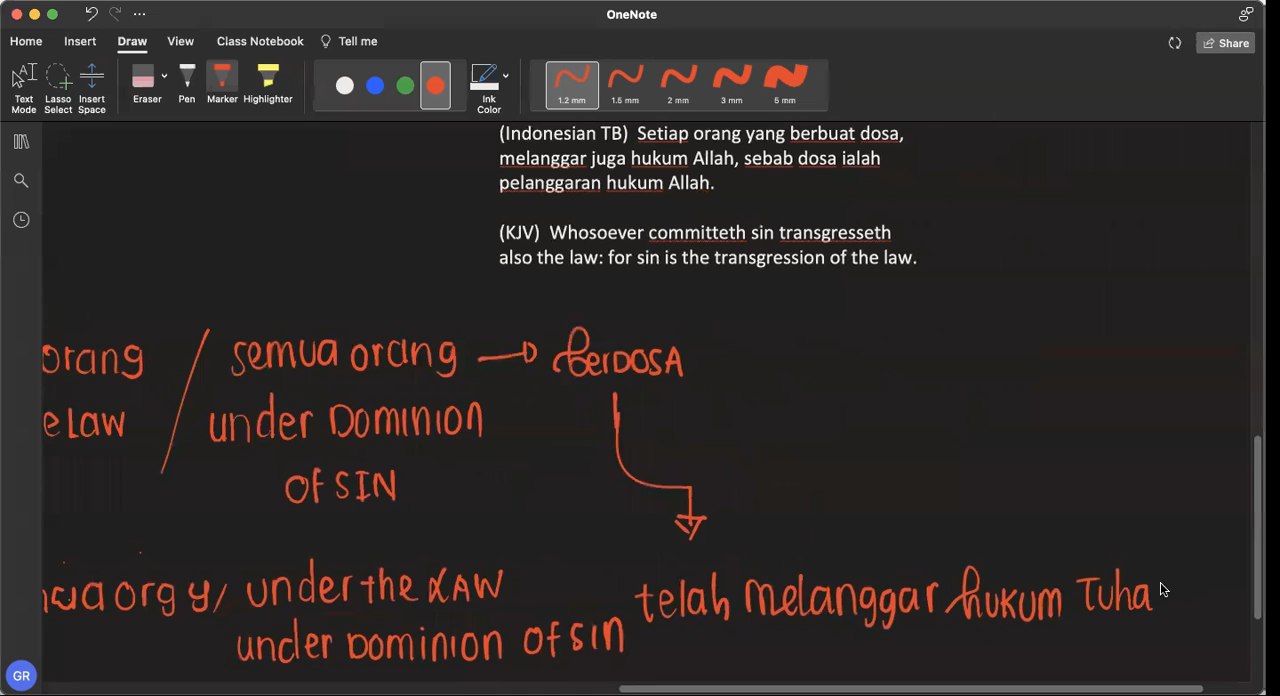 OneNote
Home Insert Draw View Class Notebook Tell me
Share
Text Mode
Lasso Select
Insert Space
Eraser
Pen
Marker
Highlighter
Ink Color
1.2 mm
1.5 mm
2 mm
3 mm
5 mm
(Indonesian TB) Setiap orang yang berbuat dosa,
melanggar juga hukum Allah, sebab dosa ialah
pelanggaran hukum Allah.
(KJV) Whosoever committeth sin transgresseth
also the law: for sin is the transgression of the law.
orang / semua orang → BerDOSA
e LAW under DOMINION
OF SIN
org y/ under the LAW
telah Melanggar hukum Tuha
under DOMINION OF SIN
GR